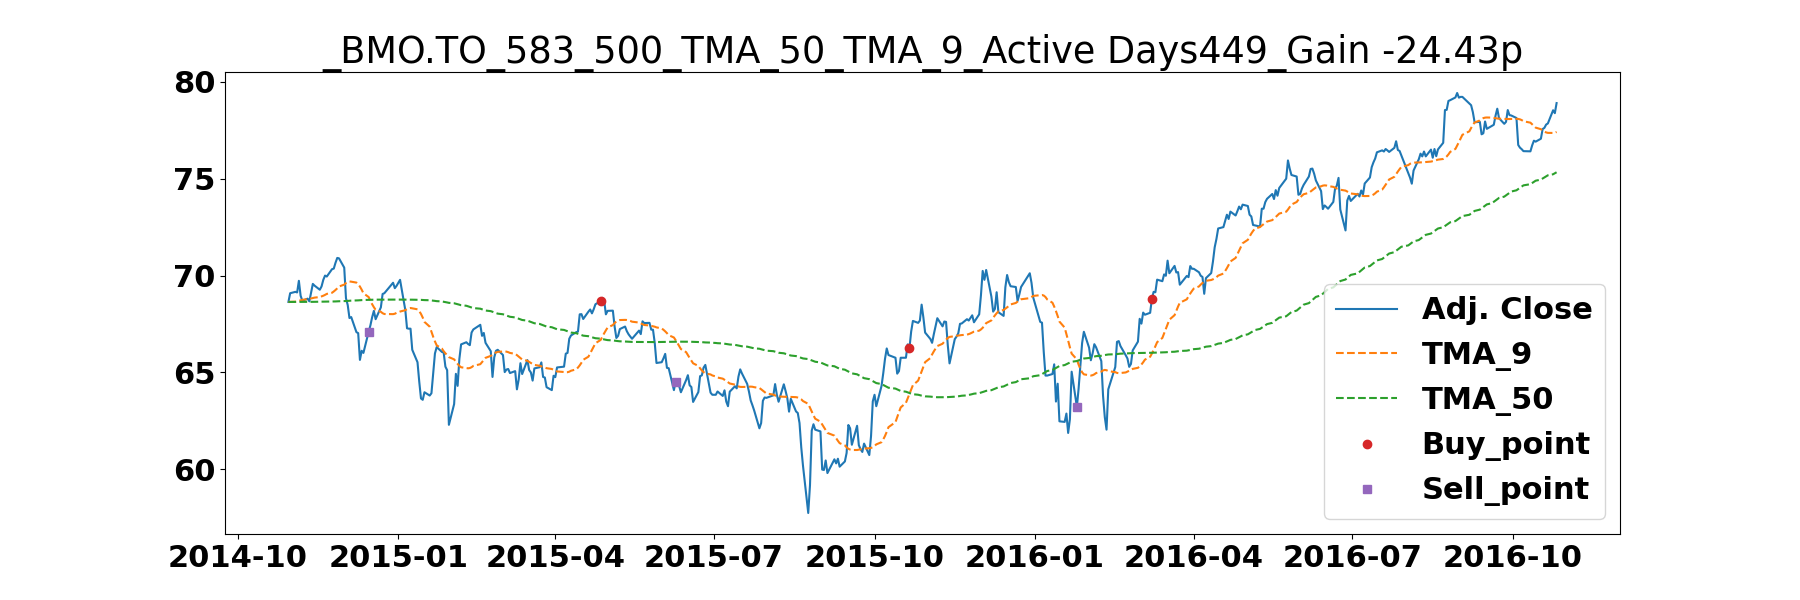 _BMO.TO_583_500_TMA_50_TMA_9_Active Days449_Gain -24.43p
80
75
70
65
60
Adj. Close
TMA_9
TMA_50
Buy_point
Sell_point
2014-10 2015-01 2015-04 2015-07 2015-10 2016-01 2016-04 2016-07 2016-10